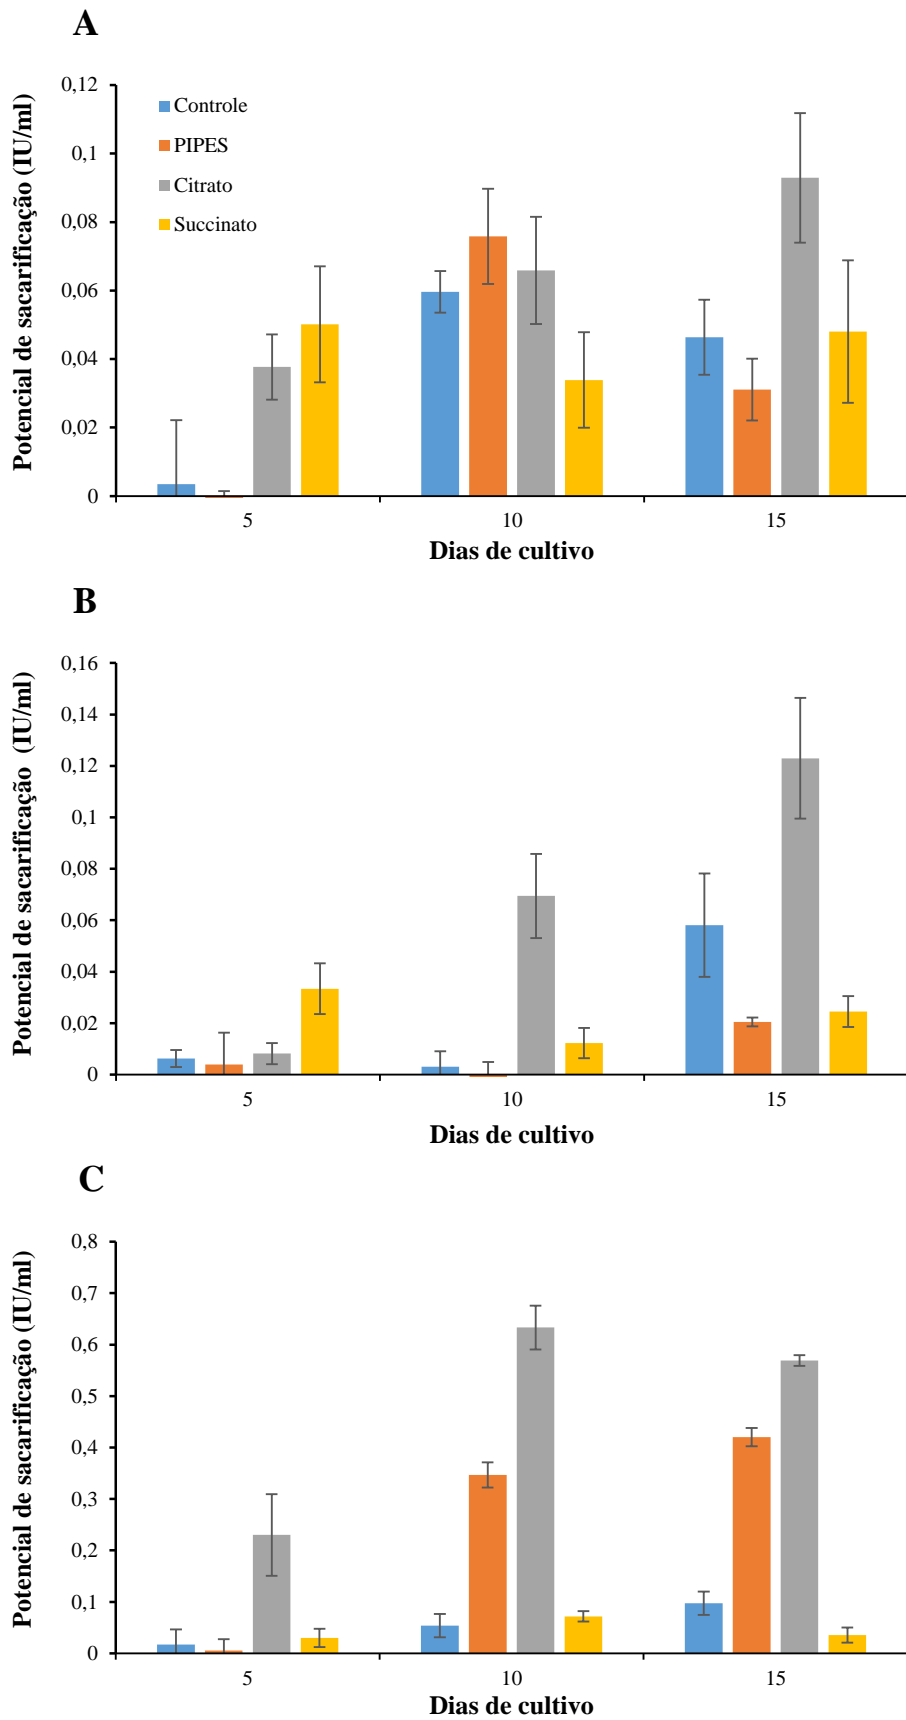 A
Potencial de sacarificação (IU/ml)
0,12
0,1
0,08
0,06
0,04
0,02
0
Controle
PIPES
Citrato
Succinato
5 10 15
Dias de cultivo
B
Potencial de sacarificação (IU/ml)
0,16
0,14
0,12
0,1
0,08
0,06
0,04
0,02
0
5 10 15
Dias de cultivo
C
Potencial de sacarificação (IU/ml)
0,8
0,7
0,6
0,5
0,4
0,3
0,2
0,1
0
5 10 15
Dias de cultivo